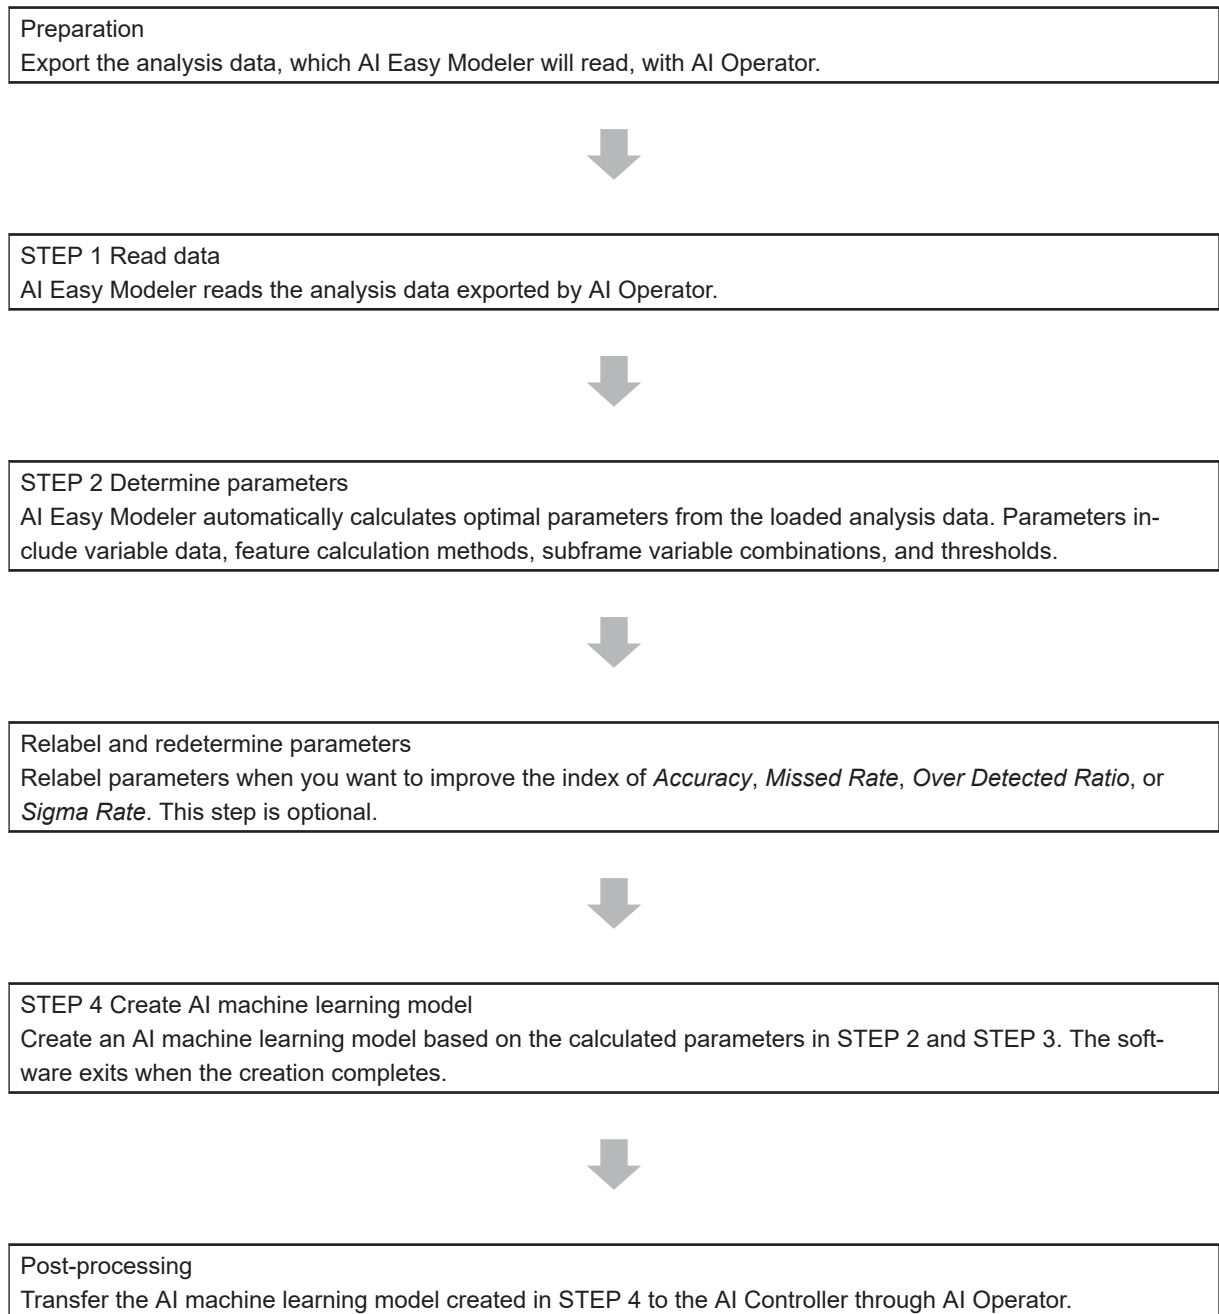 Preparation
Export the analysis data, which AI Easy Modeler will read, with AI Operator.
STEP 1 Read data
AI Easy Modeler reads the analysis data exported by AI Operator.
STEP 2 Determine parameters
AI Easy Modeler automatically calculates optimal parameters from the loaded analysis data. Parameters in-
clude variable data, feature calculation methods, subframe variable combinations, and thresholds.
Relabel and redetermine parameters
Relabel parameters when you want to improve the index of Accuracy, Missed Rate, Over Detected Ratio, or
Sigma Rate. This step is optional.
STEP 4 Create AI machine learning model
Create an AI machine learning model based on the calculated parameters in STEP 2 and STEP 3. The soft-
ware exits when the creation completes.
Post-processing
Transfer the AI machine learning model created in STEP 4 to the AI Controller through AI Operator.